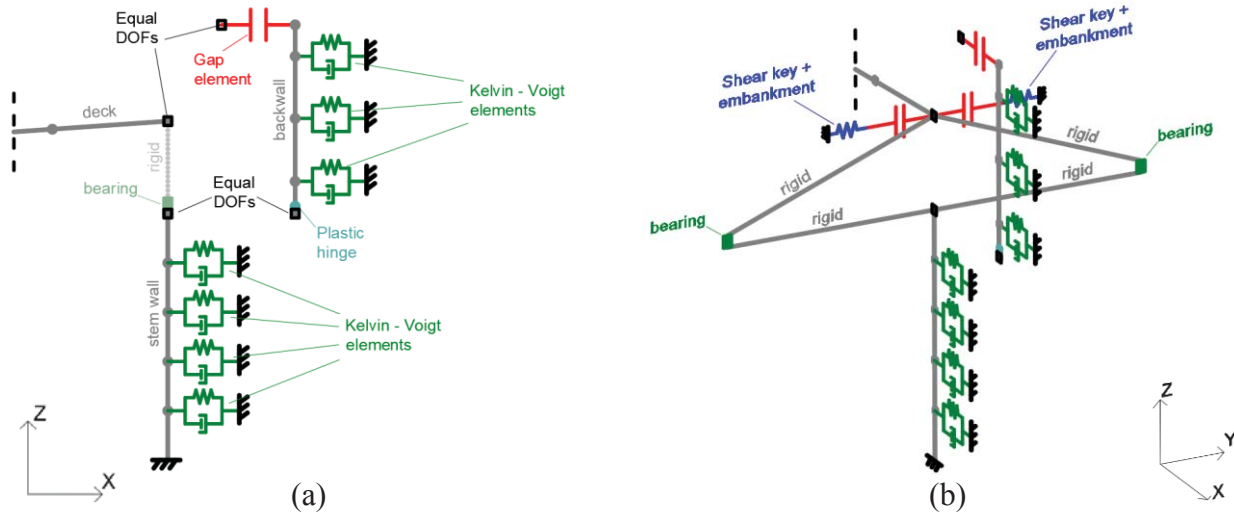 Equal
DOFs
Gap
element
deck
rigid
bearing
Equal
DOFs
backwall
Kelvin - Voigt
elements
Plastic
hinge
stem wall
Kelvin - Voigt
elements
Z
X
(a)
Shear key +
embankment
Shear key +
embankment
rigid
bearing
rigid
rigid
bearing
Z
Y
X
(b)